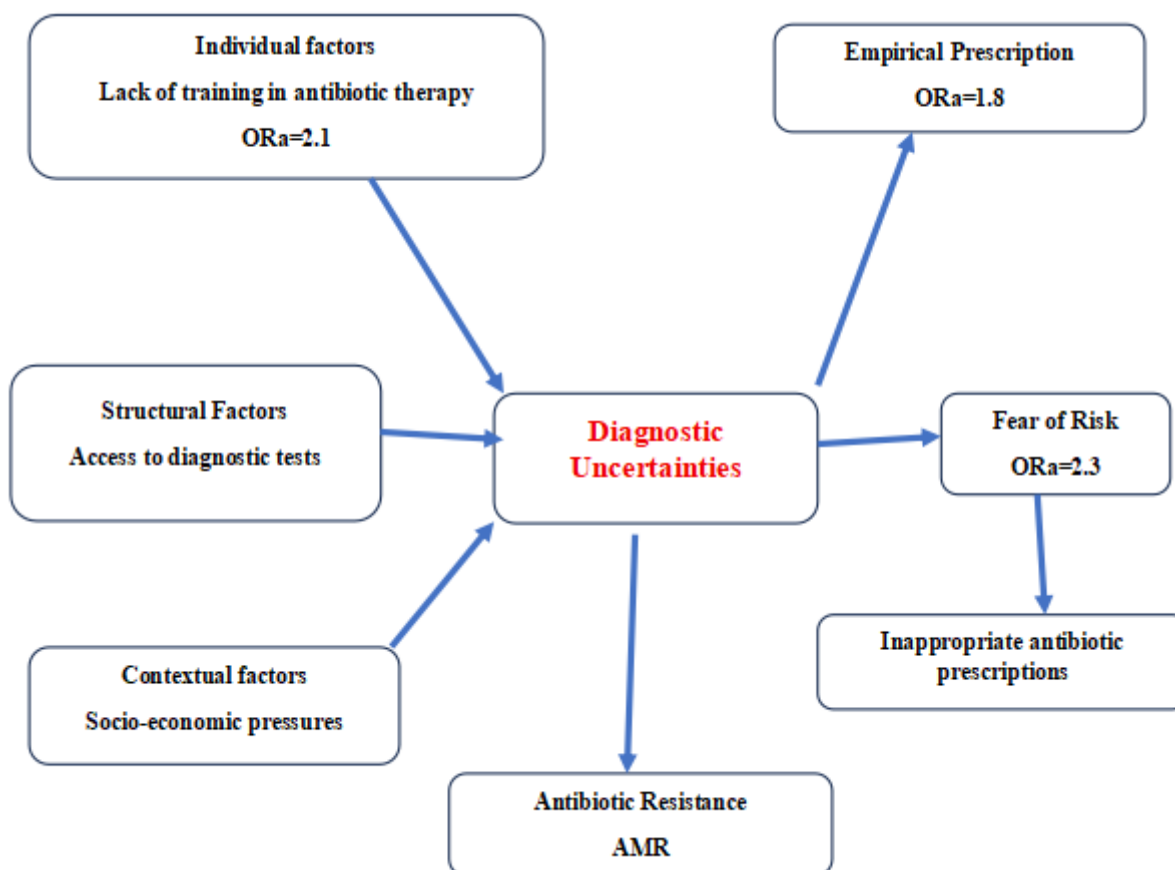 Individual factors
Lack of training in antibiotic therapy
ORa=2.1
Empirical Prescription
ORa=1.8
Structural Factors
Access to diagnostic tests
Diagnostic
Uncertainties
Fear of Risk
ORa=2.3
Contextual factors
Socio-economic pressures
Inappropriate antibiotic
prescriptions
Antibiotic Resistance
AMR